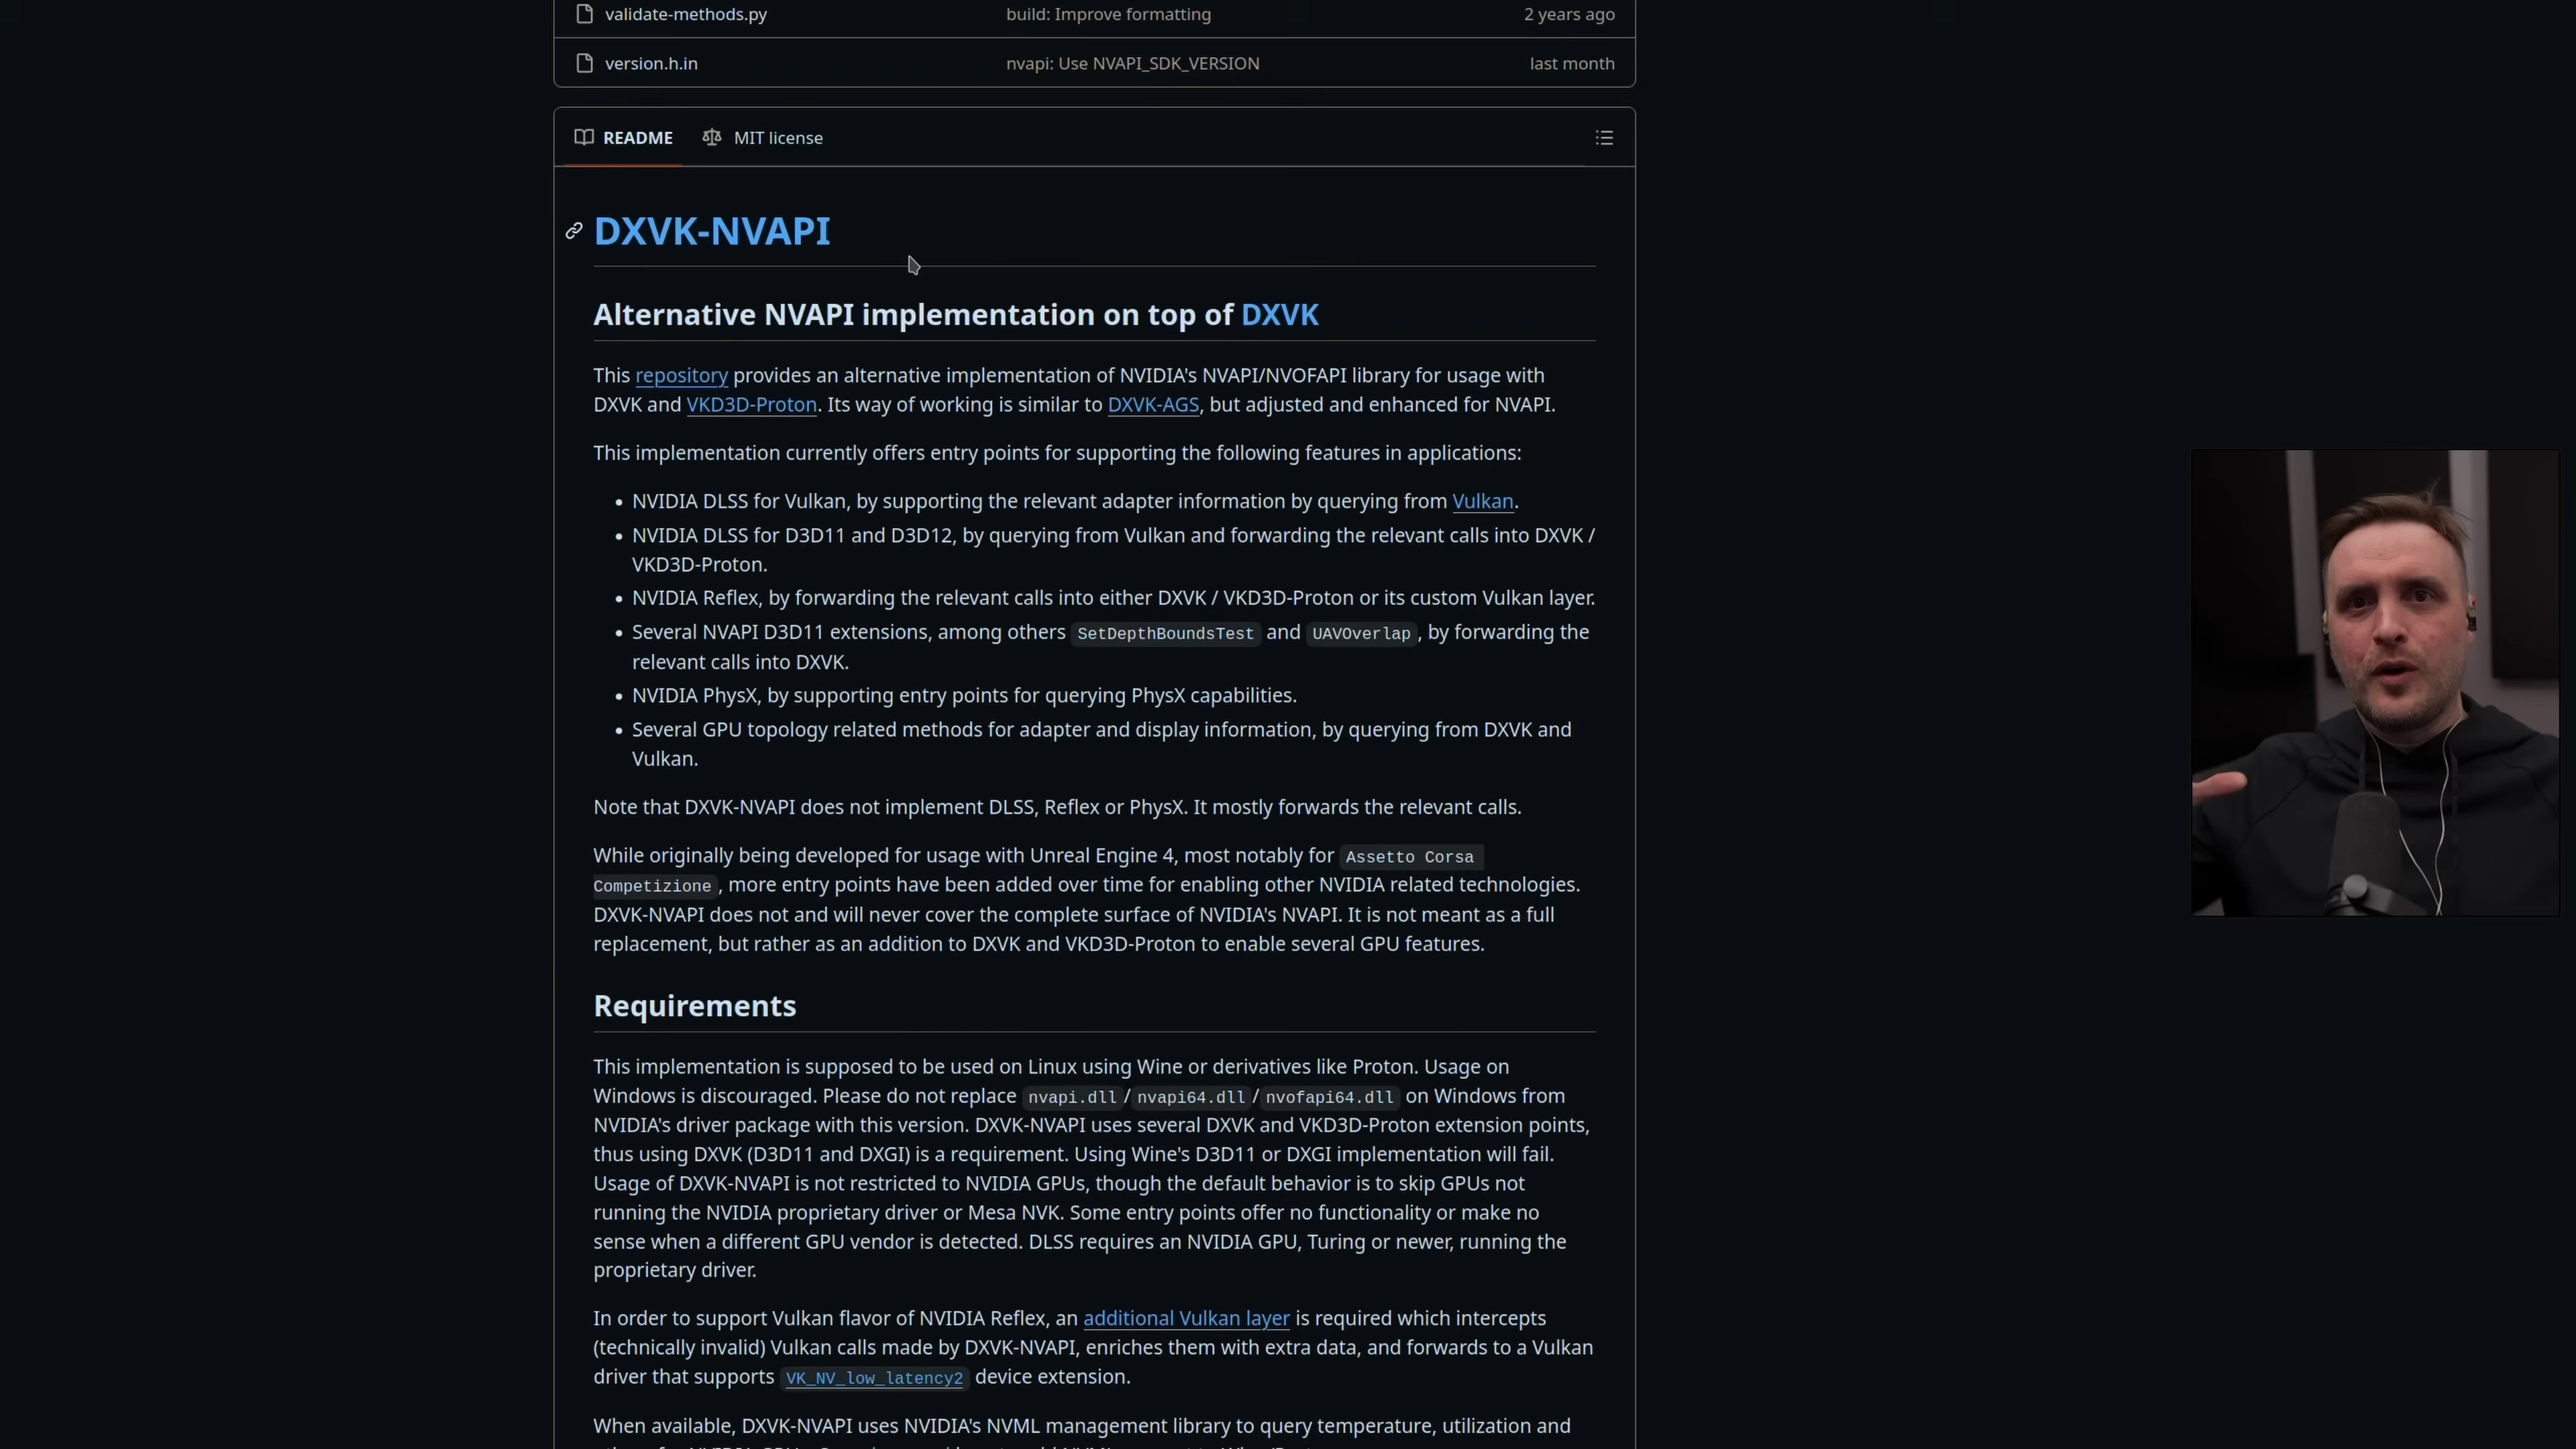 validate-methods.py build: Improve formatting 2 years ago
version.h.in nvapi: Use NVAPI_SDK_VERSION last month
README MIT license
DXVK-NVAPI
Alternative NVAPI implementation on top of DXVK
This repository provides an alternative implementation of NVIDIA's NVAPI/NVOFAPI library for usage with
DXVK and VKD3D-Proton. Its way of working is similar to DXVK-AGS, but adjusted and enhanced for NVAPI.
This implementation currently offers entry points for supporting the following features in applications:
• NVIDIA DLSS for Vulkan, by supporting the relevant adapter information by querying from Vulkan.
• NVIDIA DLSS for D3D11 and D3D12, by querying from Vulkan and forwarding the relevant calls into DXVK /
VKD3D-Proton.
• NVIDIA Reflex, by forwarding the relevant calls into either DXVK / VKD3D-Proton or its custom Vulkan layer.
• Several NVAPI D3D11 extensions, among others SetDepthBoundsTest and UAVOverlap, by forwarding the
relevant calls into DXVK.
• NVIDIA PhysX, by supporting entry points for querying PhysX capabilities.
• Several GPU topology related methods for adapter and display information, by querying from DXVK and
Vulkan.
Note that DXVK-NVAPI does not implement DLSS, Reflex or PhysX. It mostly forwards the relevant calls.
While originally being developed for usage with Unreal Engine 4, most notably for Assetto Corsa
Competizione, more entry points have been added over time for enabling other NVIDIA related technologies.
DXVK-NVAPI does not and will never cover the complete surface of NVIDIA's NVAPI. It is not meant as a full
replacement, but rather as an addition to DXVK and VKD3D-Proton to enable several GPU features.
Requirements
This implementation is supposed to be used on Linux using Wine or derivatives like Proton. Usage on
Windows is discouraged. Please do not replace nvapi.dll/nvapi64.dll/nvofapi64.dll on Windows from
NVIDIA's driver package with this version. DXVK-NVAPI uses several DXVK and VKD3D-Proton extension points,
thus using DXVK (D3D11 and DXGI) is a requirement. Using Wine's D3D11 or DXGI implementation will fail.
Usage of DXVK-NVAPI is not restricted to NVIDIA GPUs, though the default behavior is to skip GPUs not
running the NVIDIA proprietary driver or Mesa NVK. Some entry points offer no functionality or make no
sense when a different GPU vendor is detected. DLSS requires an NVIDIA GPU, Turing or newer, running the
proprietary driver.
In order to support Vulkan flavor of NVIDIA Reflex, an additional Vulkan layer is required which intercepts
(technically invalid) Vulkan calls made by DXVK-NVAPI, enriches them with extra data, and forwards to a Vulkan
driver that supports VK_NV_low_latency2 device extension.
When available, DXVK-NVAPI uses NVIDIA's NVML management library to query temperature, utilization and